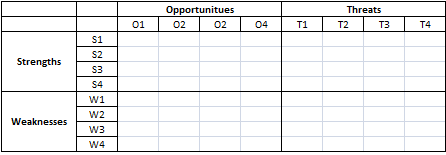 Opportunitues Threats
O1 O2 O2 O4 T1 T2 T3 T4
Strengths
S1
S2
S3
S4
Weaknesses
W1
W2
W3
W4